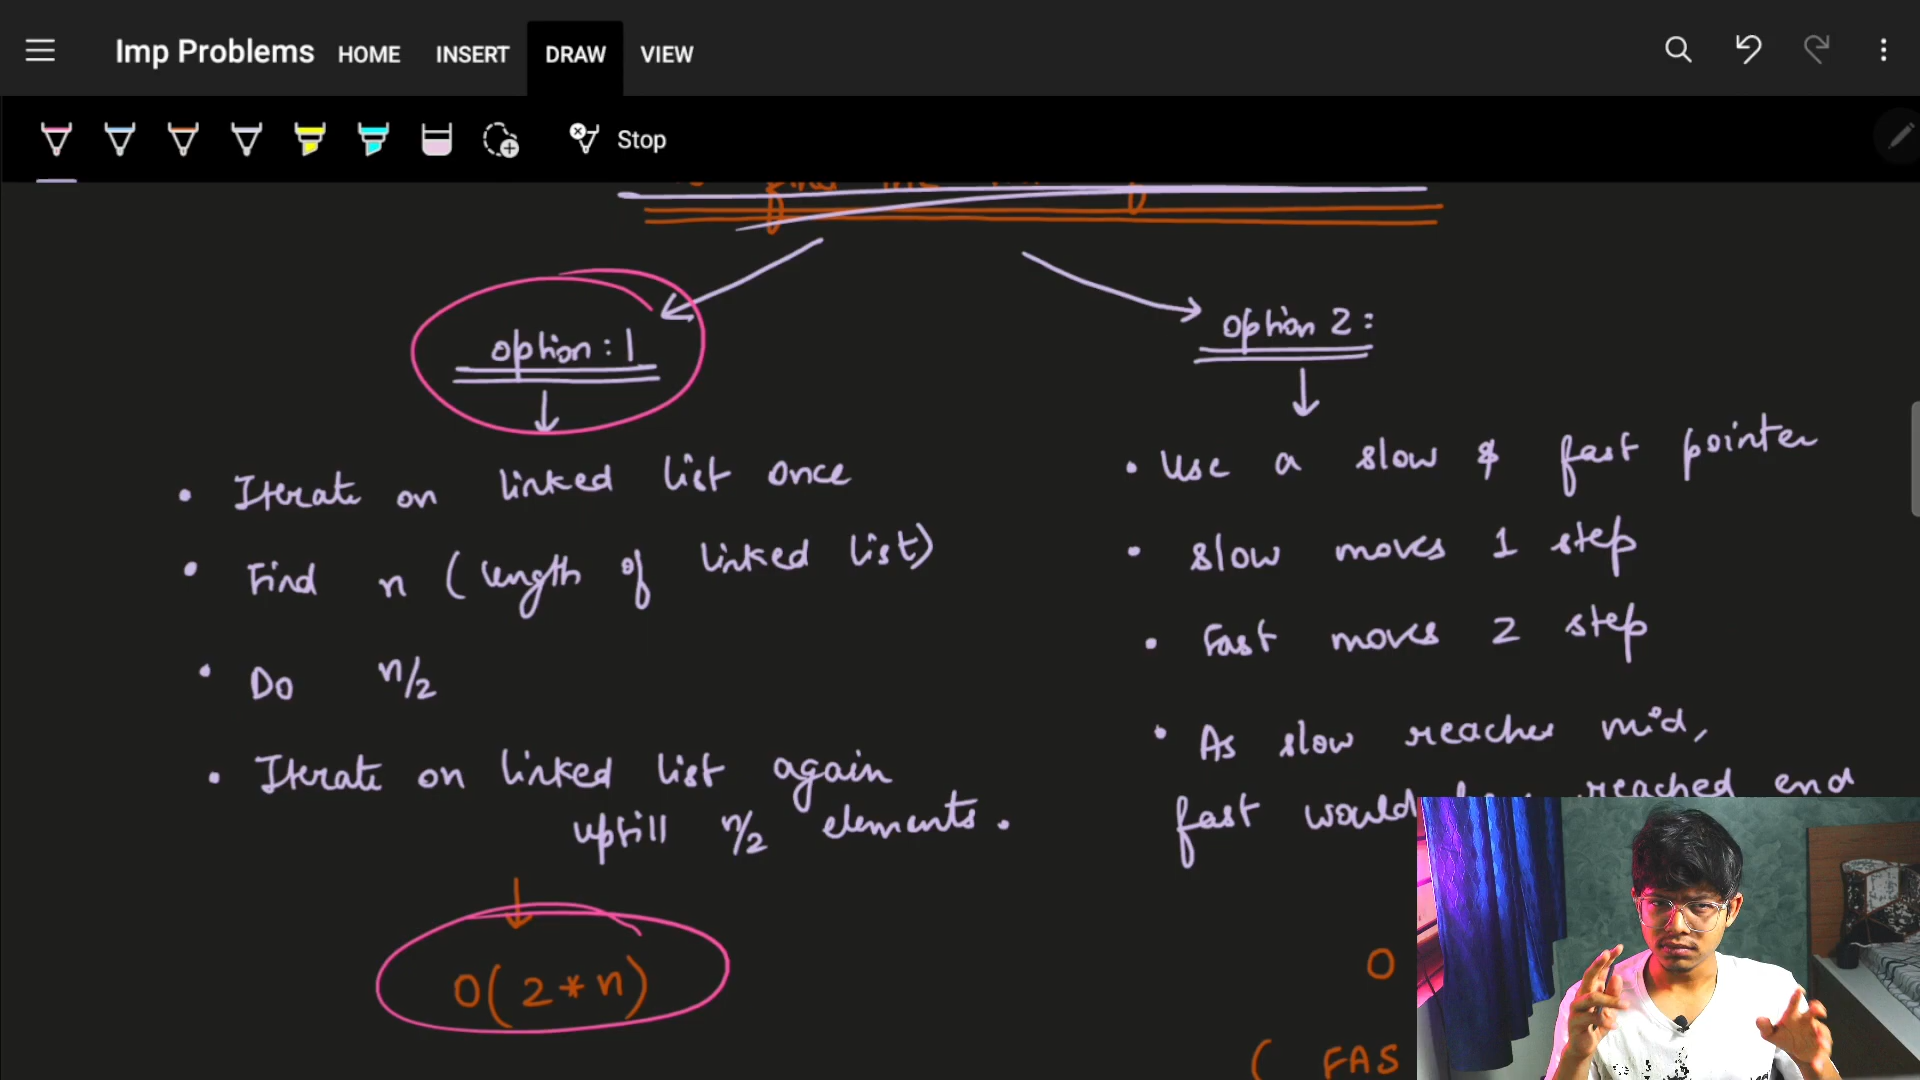 Imp Problems HOME INSERT DRAW VIEW
Stop
option : 1
Option 2 :
• Iterate on linked list once
• Find n (length of linked list)
• Do n/2
• Iterate on linked list again
uptill n/2 elements.
O(2*n)
• Use a slow & fast pointer
• Slow moves 1 step
• Fast moves 2 step
• As slow reaches mid,
fast would reached end
O
( FAS